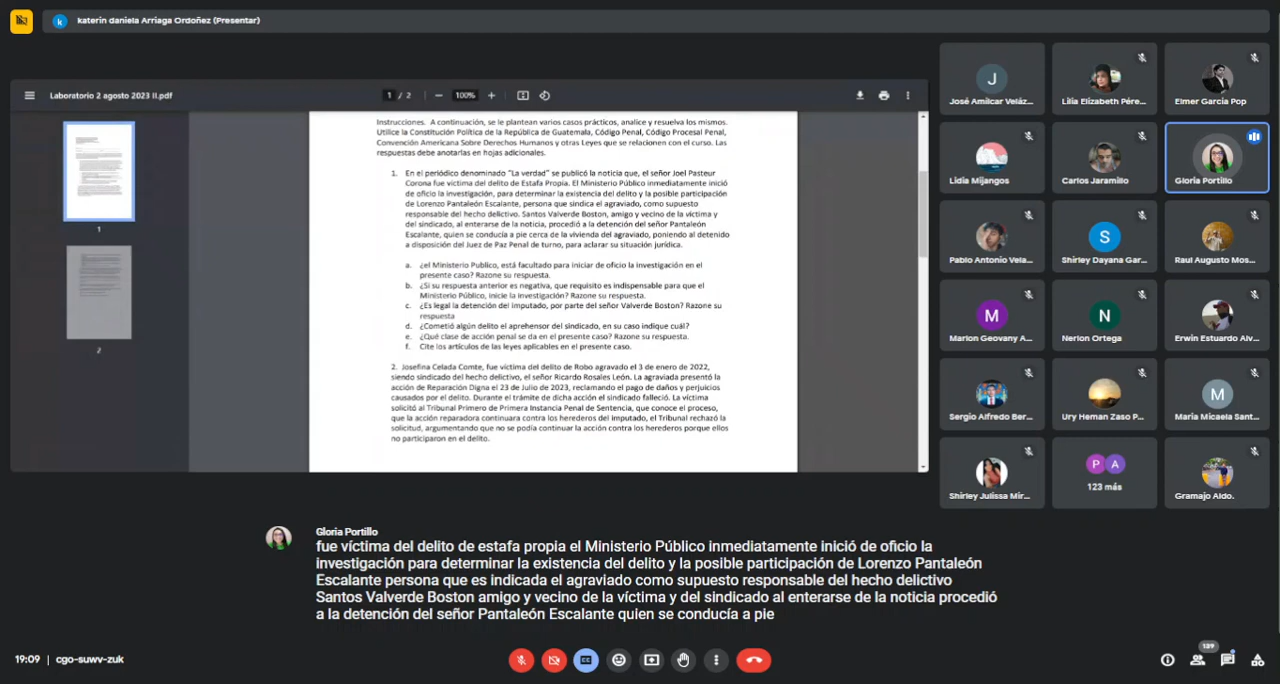 k
katerin daniela Arriaga Ordoñez (Presentar)
Laboratorio 2 agosto 2023 II.pdf
1 / 2
100%
1
2
Instrucciones. A continuación, se le plantean varios casos prácticos, analice y resuelva los mismos.
Utilice la Constitución Política de la República de Guatemala, Código Penal, Código Procesal Penal,
Convención Americana Sobre Derechos Humanos y otras Leyes que se relacionen con el curso. Las
respuestas debe anotarlas en hojas adicionales.
1. En el periódico denominado "La verdad" se publicó la noticia que, el señor Joel Pasteur
Corona fue víctima del delito de Estafa Propia. El Ministerio Público inmediatamente inició
de oficio la investigación, para determinar la existencia del delito y la posible participación
de Lorenzo Pantaleón Escalante, persona que sindica el agraviado, como supuesto
responsable del hecho delictivo. Santos Valverde Boston, amigo y vecino de la víctima y
del sindicado, al enterarse de la noticia, procedió a la detención del señor Pantaleón
Escalante, quien se conducía a pie cerca de la vivienda del agraviado, poniendo al detenido
a disposición del Juez de Paz Penal de turno, para aclarar su situación jurídica.
a. ¿el Ministerio Publico, está facultado para iniciar de oficio la investigación en el
presente caso? Razone su respuesta.
b. ¿Si su respuesta anterior es negativa, que requisito es indispensable para que el
Ministerio Público, inicie la investigación? Razone su respuesta.
c. ¿Es legal la detención del imputado, por parte del señor Valverde Boston? Razone su
respuesta
d. ¿Cometió algún delito el aprehensor del sindicado, en su caso indique cuál?
e. ¿Qué clase de acción penal se da en el presente caso? Razone su respuesta.
f. Cite los artículos de las leyes aplicables en el presente caso.
2. Josefina Celada Comte, fue víctima del delito de Robo agravado el 3 de enero de 2022,
siendo sindicado del hecho delictivo, el señor Ricardo Rosales León. La agraviada presentó la
acción de Reparación Digna el 23 de Julio de 2023, reclamando el pago de daños y perjuicios
causados por el delito. Durante el trámite de dicha acción el sindicado falleció. La víctima
solicitó al Tribunal Primero de Primera Instancia Penal de Sentencia, que conoce el proceso,
que la acción reparadora continuara contra los herederos del imputado, el Tribunal rechazó la
solicitud, argumentando que no se podía continuar la acción contra los herederos porque ellos
no participaron en el delito.
J
José Amilcar Veláz...
Lilia Elizabeth Pére...
Elmer García Pop
Lidia Mijangos
Carlos Jaramillo
Gloria Portillo
Pablo Antonio Vela...
S
Shirley Dayana Gar...
Raul Augusto Mos...
M
Marlon Geovany A...
N
Nerlon Ortega
Erwin Estuardo Alv...
Sergio Alfredo Ber...
Ury Heman Zaso P...
M
Maria Micaela Sant...
Shirley Julissa Mir...
P A
123 más
Gramajo Aldo.
Gloria Portillo
fue víctima del delito de estafa propia el Ministerio Público inmediatamente inició de oficio la
investigación para determinar la existencia del delito y la posible participación de Lorenzo Pantaleón
Escalante persona que es indicada el agraviado como supuesto responsable del hecho delictivo
Santos Valverde Boston amigo y vecino de la víctima y del sindicado al enterarse de la noticia procedió
a la detención del señor Pantaleón Escalante quien se conducía a pie
19:09 | cgo-suwv-zuk
CC
139